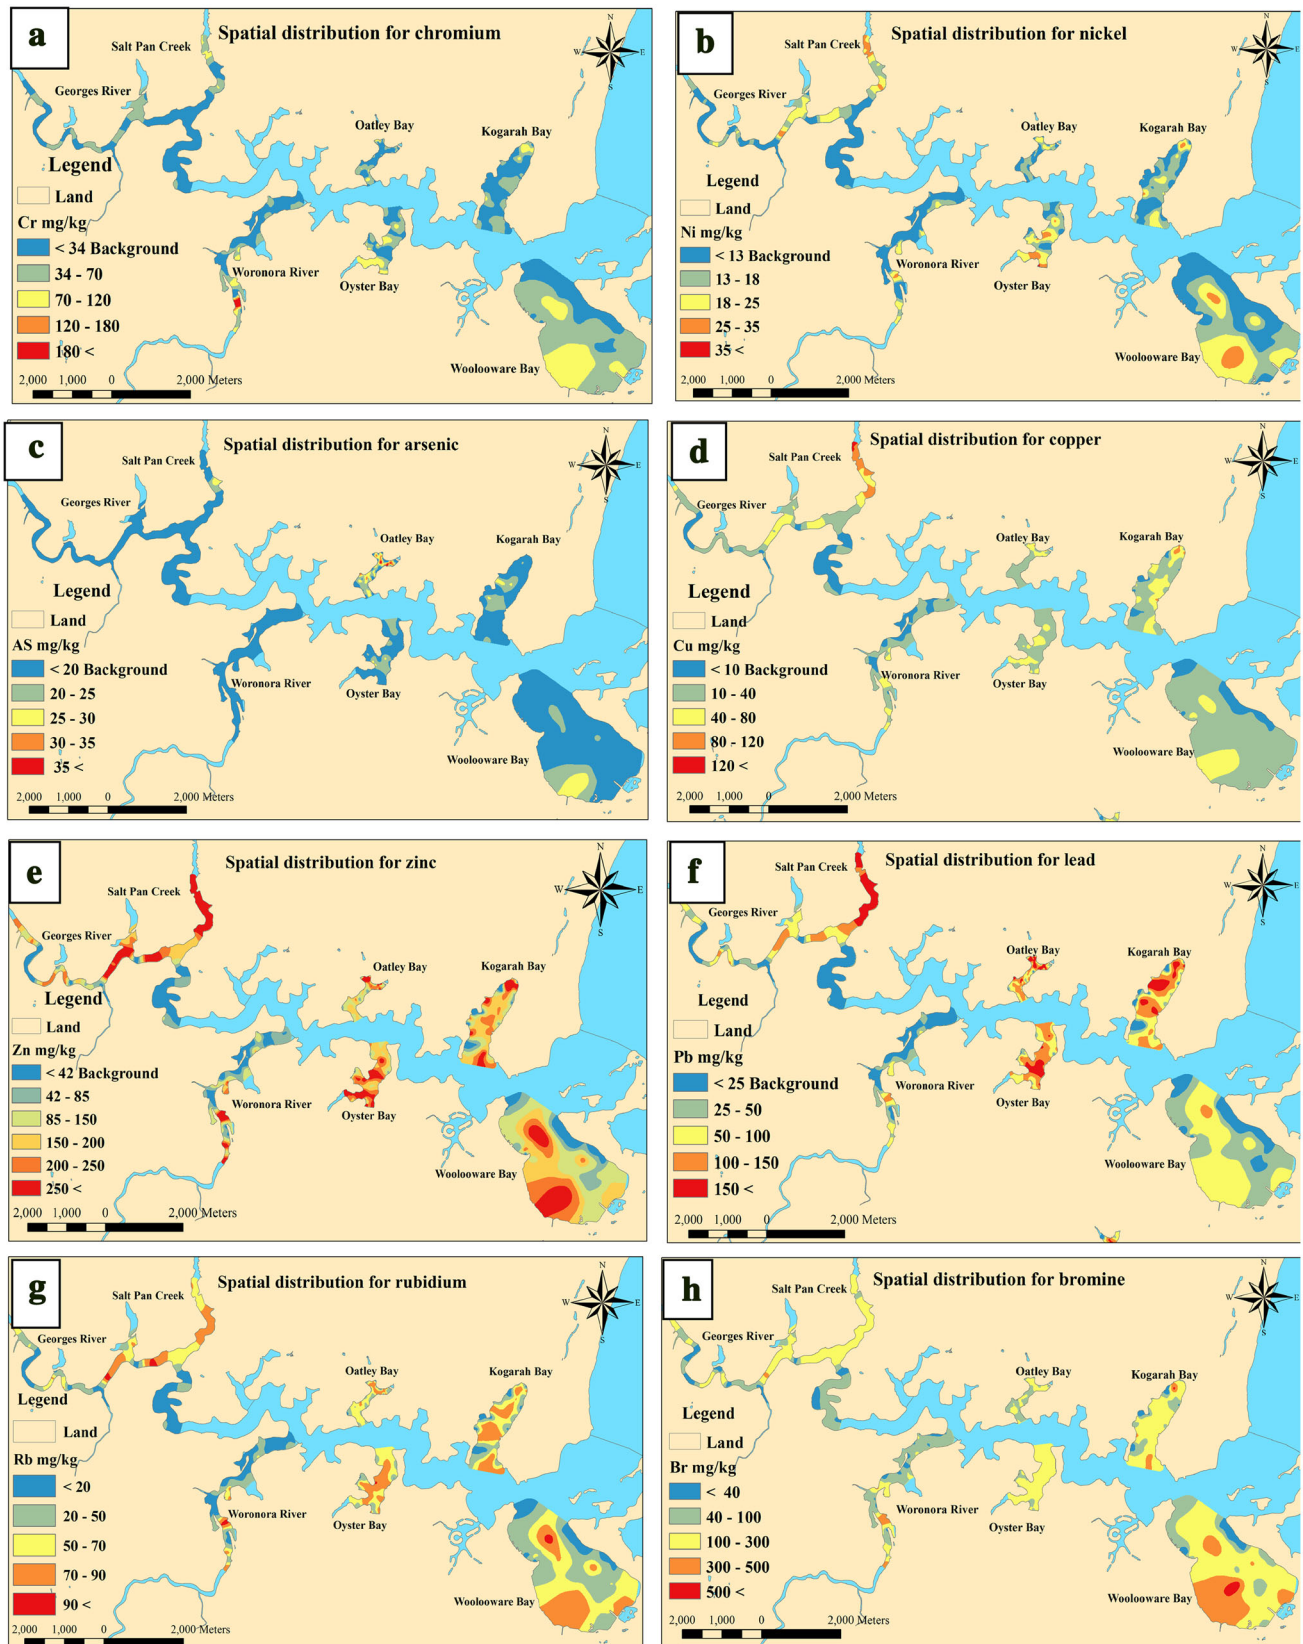 a
Spatial distribution for chromium
N
W
E
S
Salt Pan Creek
Georges River
Oatley Bay
Kogarah Bay
Legend
Land
Cr mg/kg
< 34 Background
34 - 70
70 - 120
120 - 180
180 <
Woronora River
Oyster Bay
Woolooware Bay
2,000 1,000 0 2,000 Meters
b
Spatial distribution for nickel
N
W
E
S
Salt Pan Creek
Georges River
Oatley Bay
Kogarah Bay
Legend
Land
Ni mg/kg
< 13 Background
13 - 18
18 - 25
25 - 35
35 <
Woronora River
Oyster Bay
Woolooware Bay
2,000 1,000 0 2,000 Meters
c
Spatial distribution for arsenic
N
W
E
S
Salt Pan Creek
Georges River
Oatley Bay
Kogarah Bay
Legend
Land
AS mg/kg
< 20 Background
20 - 25
25 - 30
30 - 35
35 <
Woronora River
Oyster Bay
Woolooware Bay
2,000 1,000 0 2,000 Meters
d
Spatial distribution for copper
N
W
E
S
Salt Pan Creek
Georges River
Oatley Bay
Kogarah Bay
Legend
Land
Cu mg/kg
< 10 Background
10 - 40
40 - 80
80 - 120
120 <
Woronora River
Oyster Bay
Woolooware Bay
2,000 1,000 0 2,000 Meters
e
Spatial distribution for zinc
N
W
E
S
Salt Pan Creek
Georges River
Oatley Bay
Kogarah Bay
Legend
Land
Zn mg/kg
< 42 Background
42 - 85
85 - 150
150 - 200
200 - 250
250 <
Woronora River
Oyster Bay
Woolooware Bay
2,000 1,000 0 2,000 Meters
f
Spatial distribution for lead
N
W
E
S
Salt Pan Creek
Georges River
Oatley Bay
Kogarah Bay
Legend
Land
Pb mg/kg
< 25 Background
25 - 50
50 - 100
100 - 150
150 <
Woronora River
Oyster Bay
Woolooware Bay
2,000 1,000 0 2,000 Meters
g
Spatial distribution for rubidium
N
W
E
S
Salt Pan Creek
Georges River
Oatley Bay
Kogarah Bay
Legend
Land
Rb mg/kg
< 20
20 - 50
50 - 70
70 - 90
90 <
Woronora River
Oyster Bay
Woolooware Bay
2,000 1,000 0 2,000 Meters
h
Spatial distribution for bromine
N
W
E
S
Salt Pan Creek
Georges River
Oatley Bay
Kogarah Bay
Legend
Land
Br mg/kg
< 40
40 - 100
100 - 300
300 - 500
500 <
Woronora River
Oyster Bay
Woolooware Bay
2,000 1,000 0 2,000 Meters